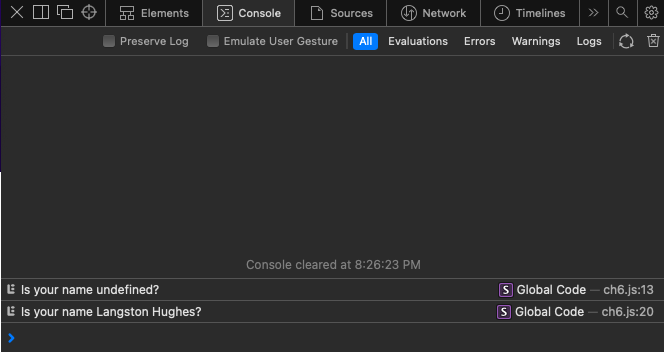 Elements Console Sources Network Timelines
Preserve Log Emulate User Gesture All Evaluations Errors Warnings Logs
Console cleared at 8:26:23 PM
Is your name undefined? S Global Code — ch6.js:13
Is your name Langston Hughes? S Global Code — ch6.js:20